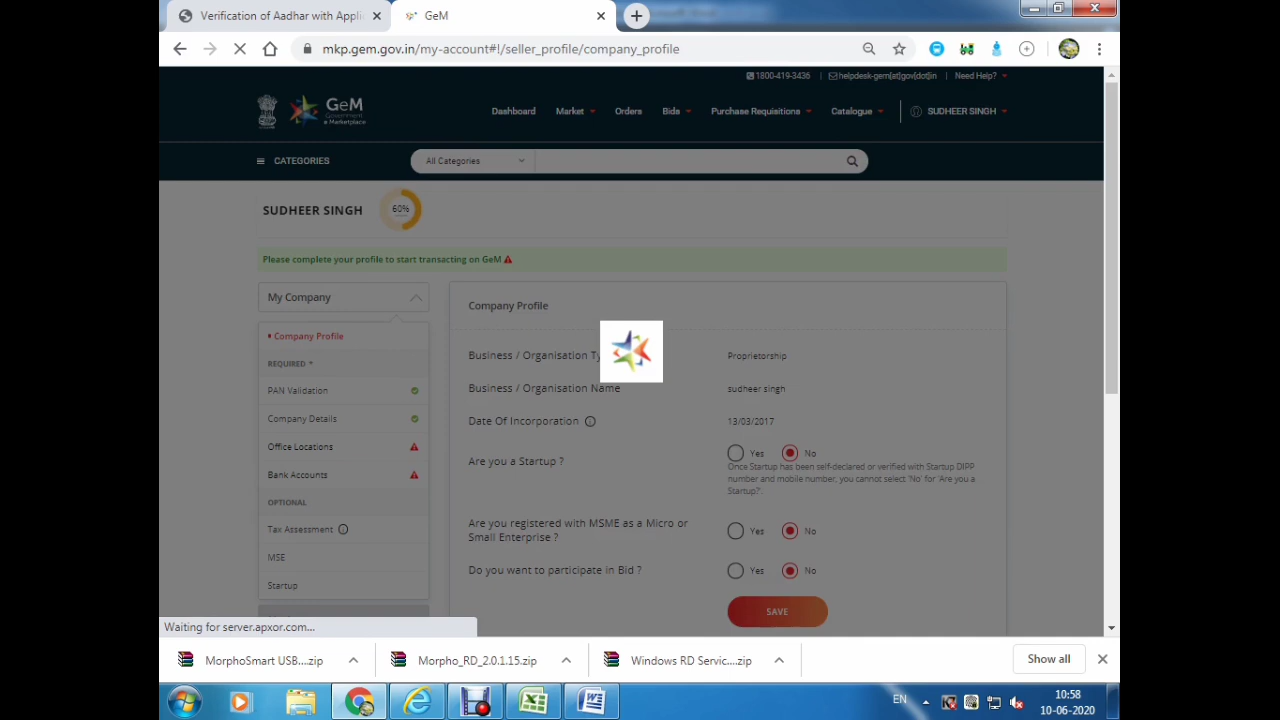 Verification of Aadhar with Appli
GeM
mkp.gem.gov.in/my-account#!/seller_profile/company_profile
1800-419-3436 | helpdesk-gem[at]gov[dot]in | Need Help?
GeM
Government
e Marketplace
Dashboard Market Orders Bids Purchase Requisitions Catalogue SUDHEER SINGH
CATEGORIES All Categories
SUDHEER SINGH 60%
Please complete your profile to start transacting on GeM
My Company
Company Profile
REQUIRED *
PAN Validation
Company Details
Office Locations
Bank Accounts
OPTIONAL
Tax Assessment
MSE
Startup
Company Profile
Business / Organisation Ty Proprietorship
Business / Organisation Name sudheer singh
Date Of Incorporation 13/03/2017
Are you a Startup ? Yes No
Once Startup has been self-declared or verified with Startup DIPP
number and mobile number, you cannot select 'No' for 'Are you a
Startup?'.
Are you registered with MSME as a Micro or
Small Enterprise ? Yes No
Do you want to participate in Bid ? Yes No
SAVE
Waiting for server.apxor.com...
MorphoSmart USB....zip Morpho_RD_2.0.1.15.zip Windows RD Servic....zip Show all
EN 10:58
10-06-2020